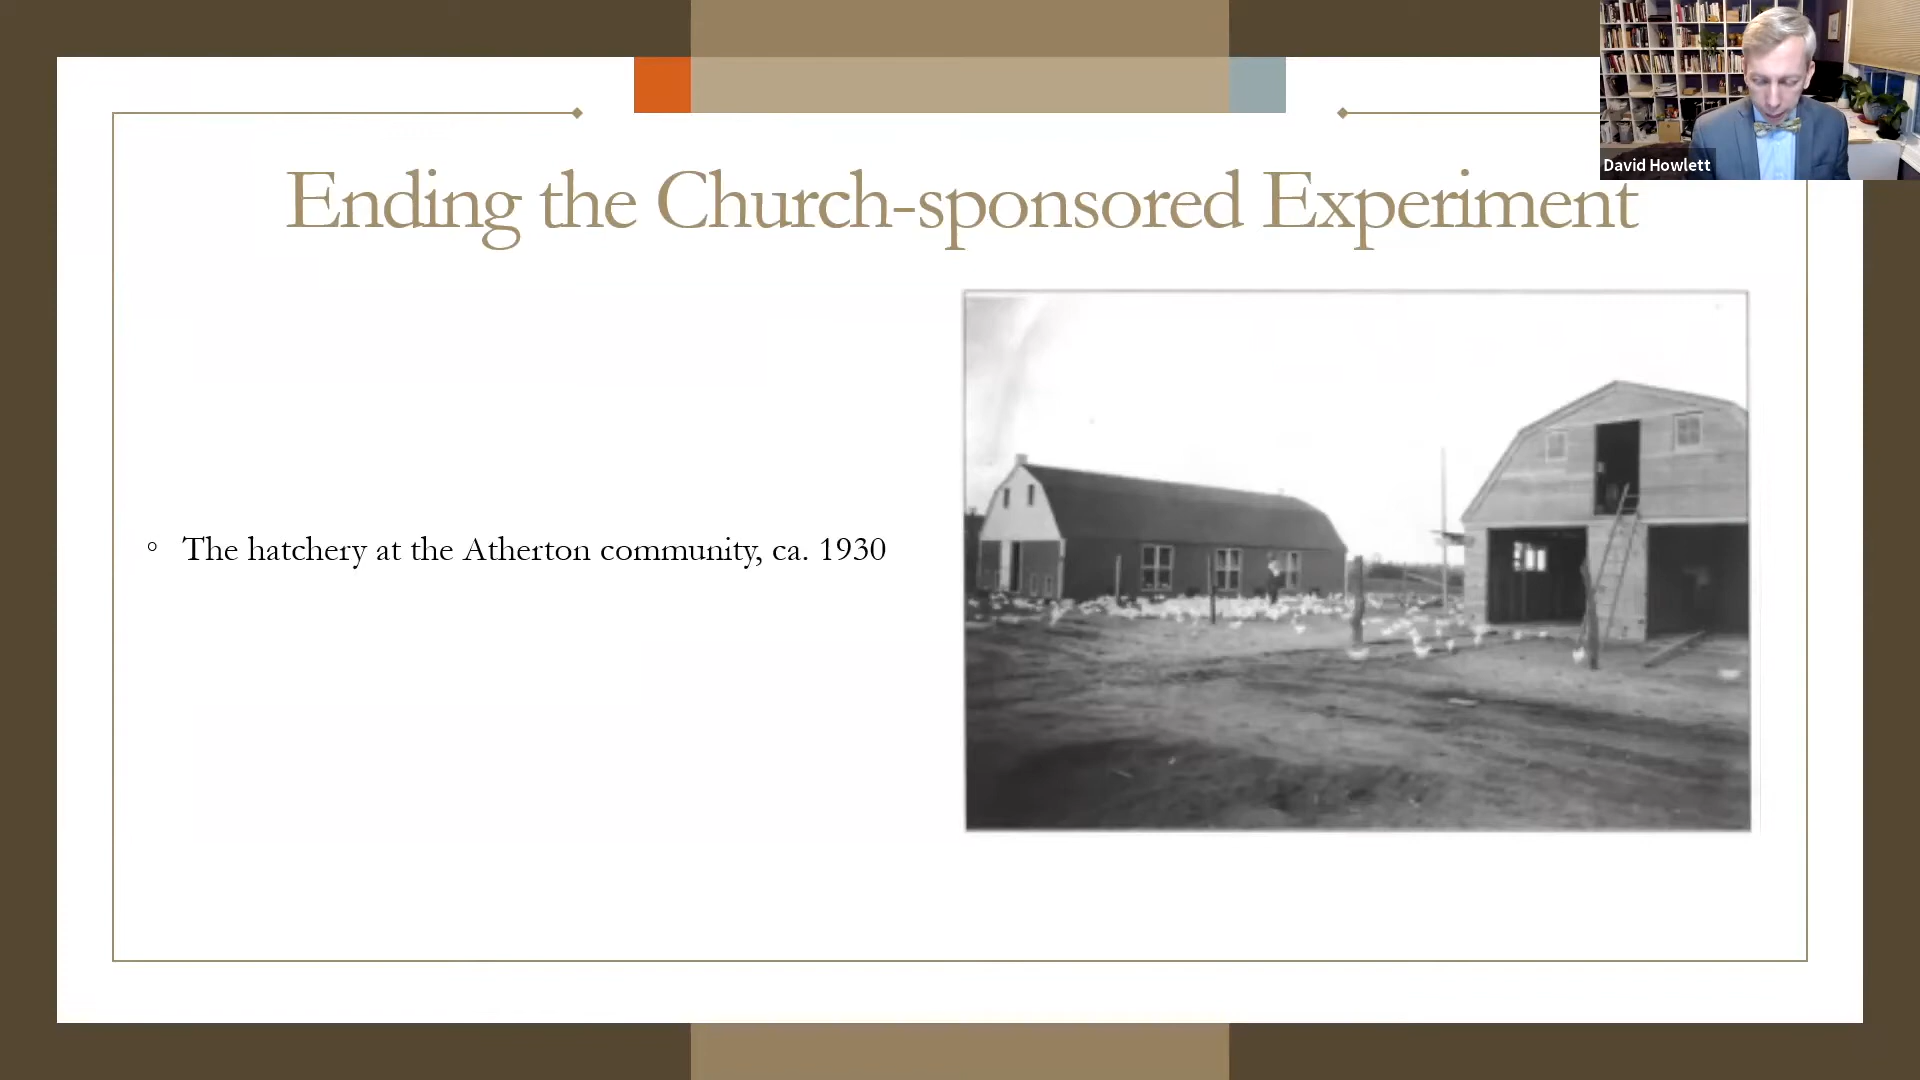 David Howlett
Ending the Church-sponsored Experiment
The hatchery at the Atherton community, ca. 1930